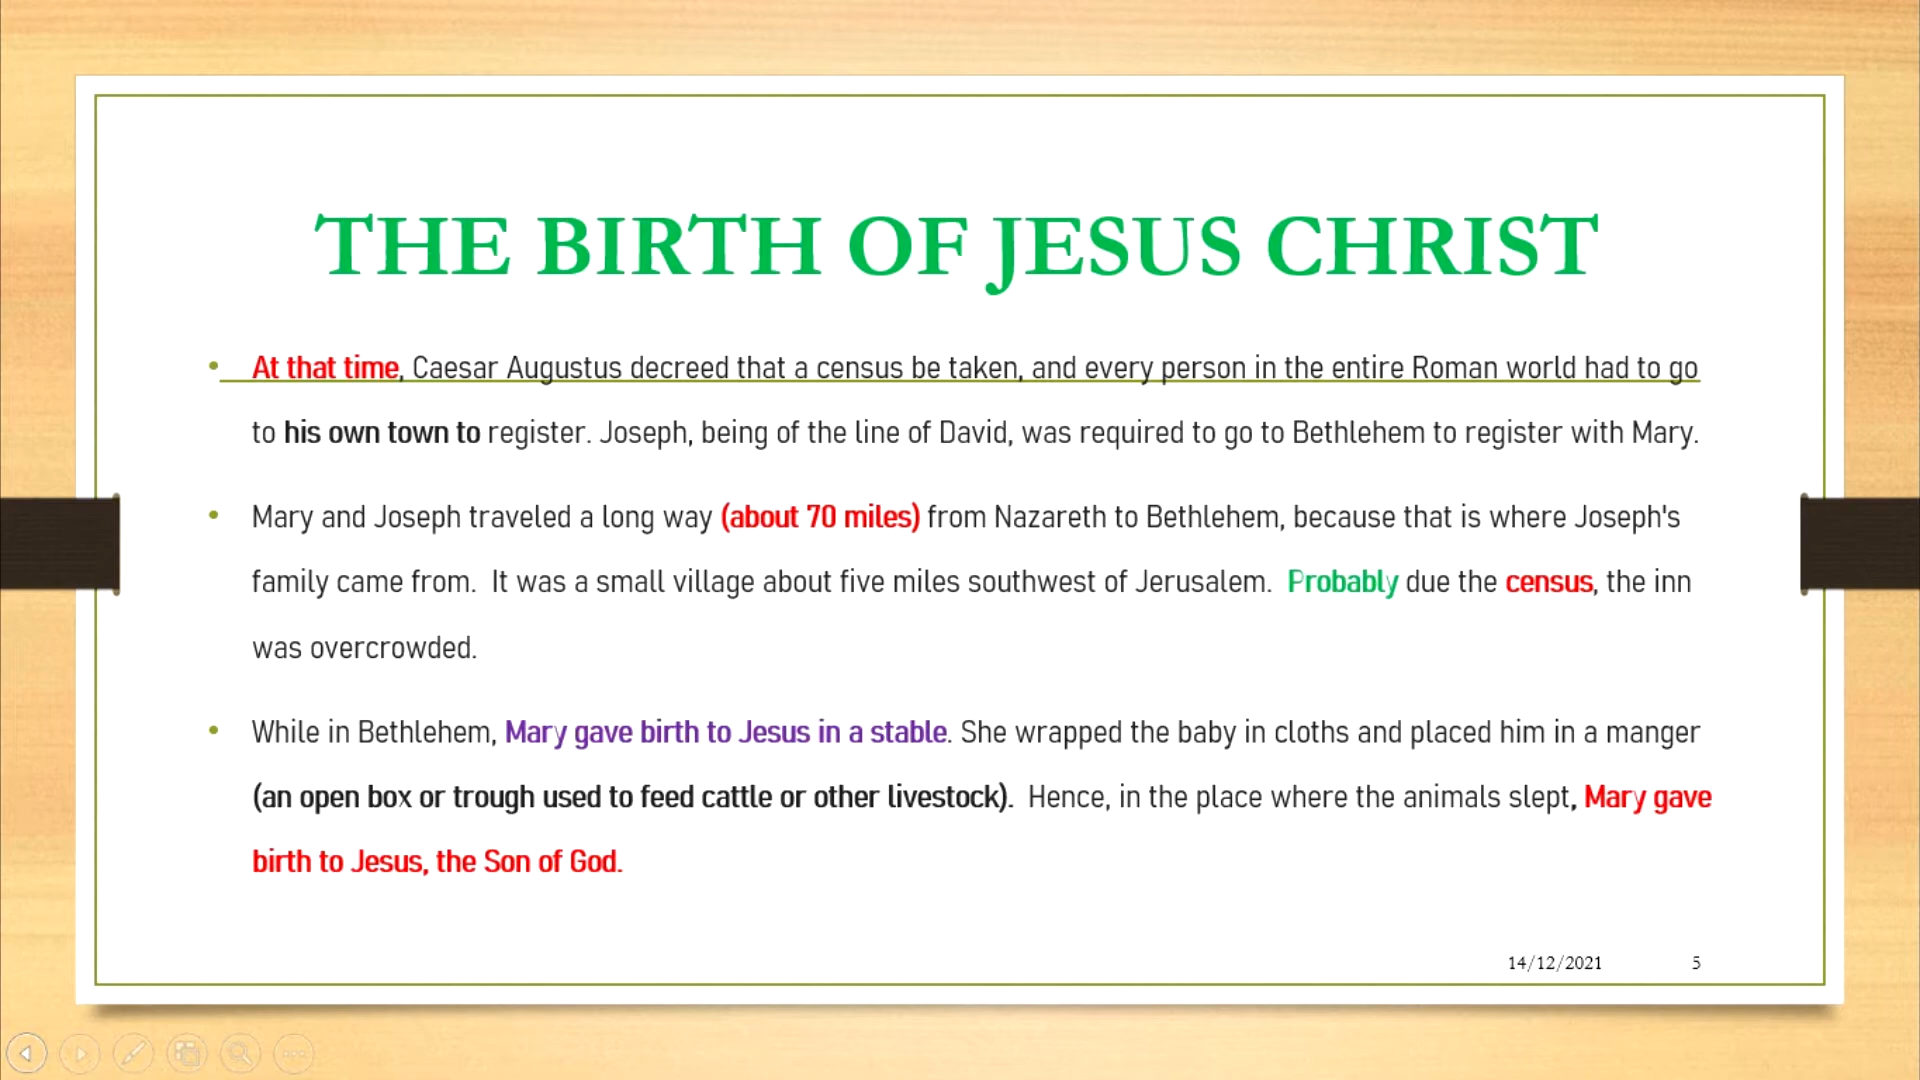 THE BIRTH OF JESUS CHRIST
• At that time, Caesar Augustus decreed that a census be taken, and every person in the entire Roman world had to go
to his own town to register. Joseph, being of the line of David, was required to go to Bethlehem to register with Mary.
• Mary and Joseph traveled a long way (about 70 miles) from Nazareth to Bethlehem, because that is where Joseph's
family came from.  It was a small village about five miles southwest of Jerusalem.  Probably due the census, the inn
was overcrowded.
• While in Bethlehem, Mary gave birth to Jesus in a stable. She wrapped the baby in cloths and placed him in a manger
(an open box or trough used to feed cattle or other livestock).  Hence, in the place where the animals slept, Mary gave
birth to Jesus, the Son of God.
14/12/2021 5